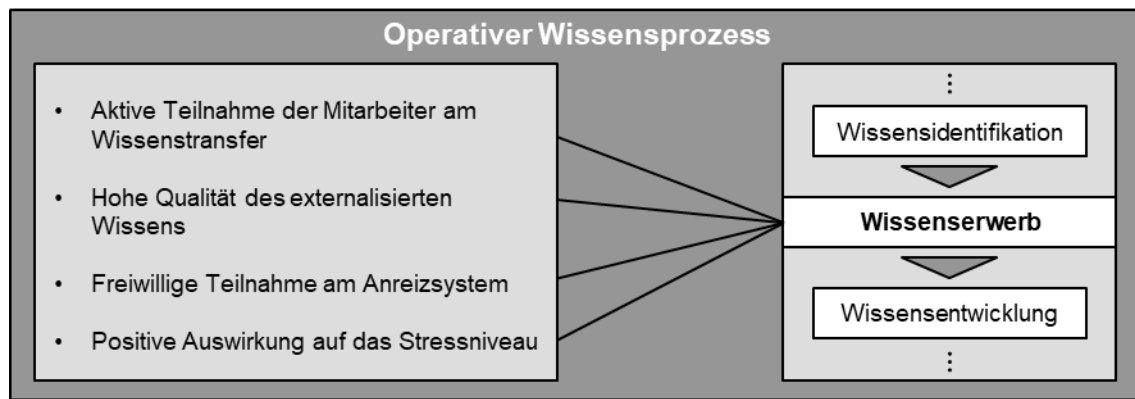 Operativer Wissensprozess
• Aktive Teilnahme der Mitarbeiter am
Wissenstransfer
• Hohe Qualität des externalisierten
Wissens
• Freiwillige Teilnahme am Anreizsystem
• Positive Auswirkung auf das Stressniveau
⋮
Wissensidentifikation
Wissenserwerb
Wissensentwicklung
⋮